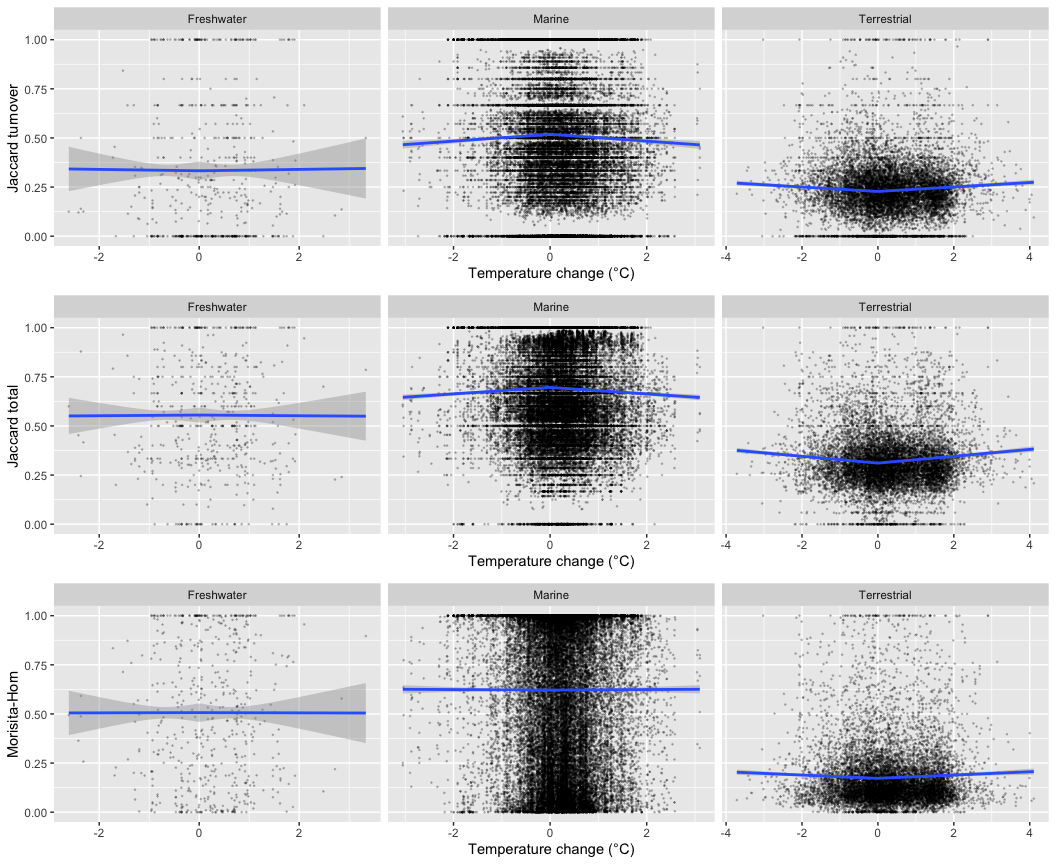 Freshwater Marine Terrestrial
1.00
0.75
0.50
0.25
0.00
Jaccard turnover
-2 0 2 -2 0 2 -4 -2 0 2 4
Temperature change (°C)
Freshwater Marine Terrestrial
1.00
0.75
0.50
0.25
0.00
Jaccard total
-2 0 2 -2 0 2 -4 -2 0 2 4
Temperature change (°C)
Freshwater Marine Terrestrial
1.00
0.75
0.50
0.25
0.00
Morisita-Horn
-2 0 2 -2 0 2 -4 -2 0 2 4
Temperature change (°C)